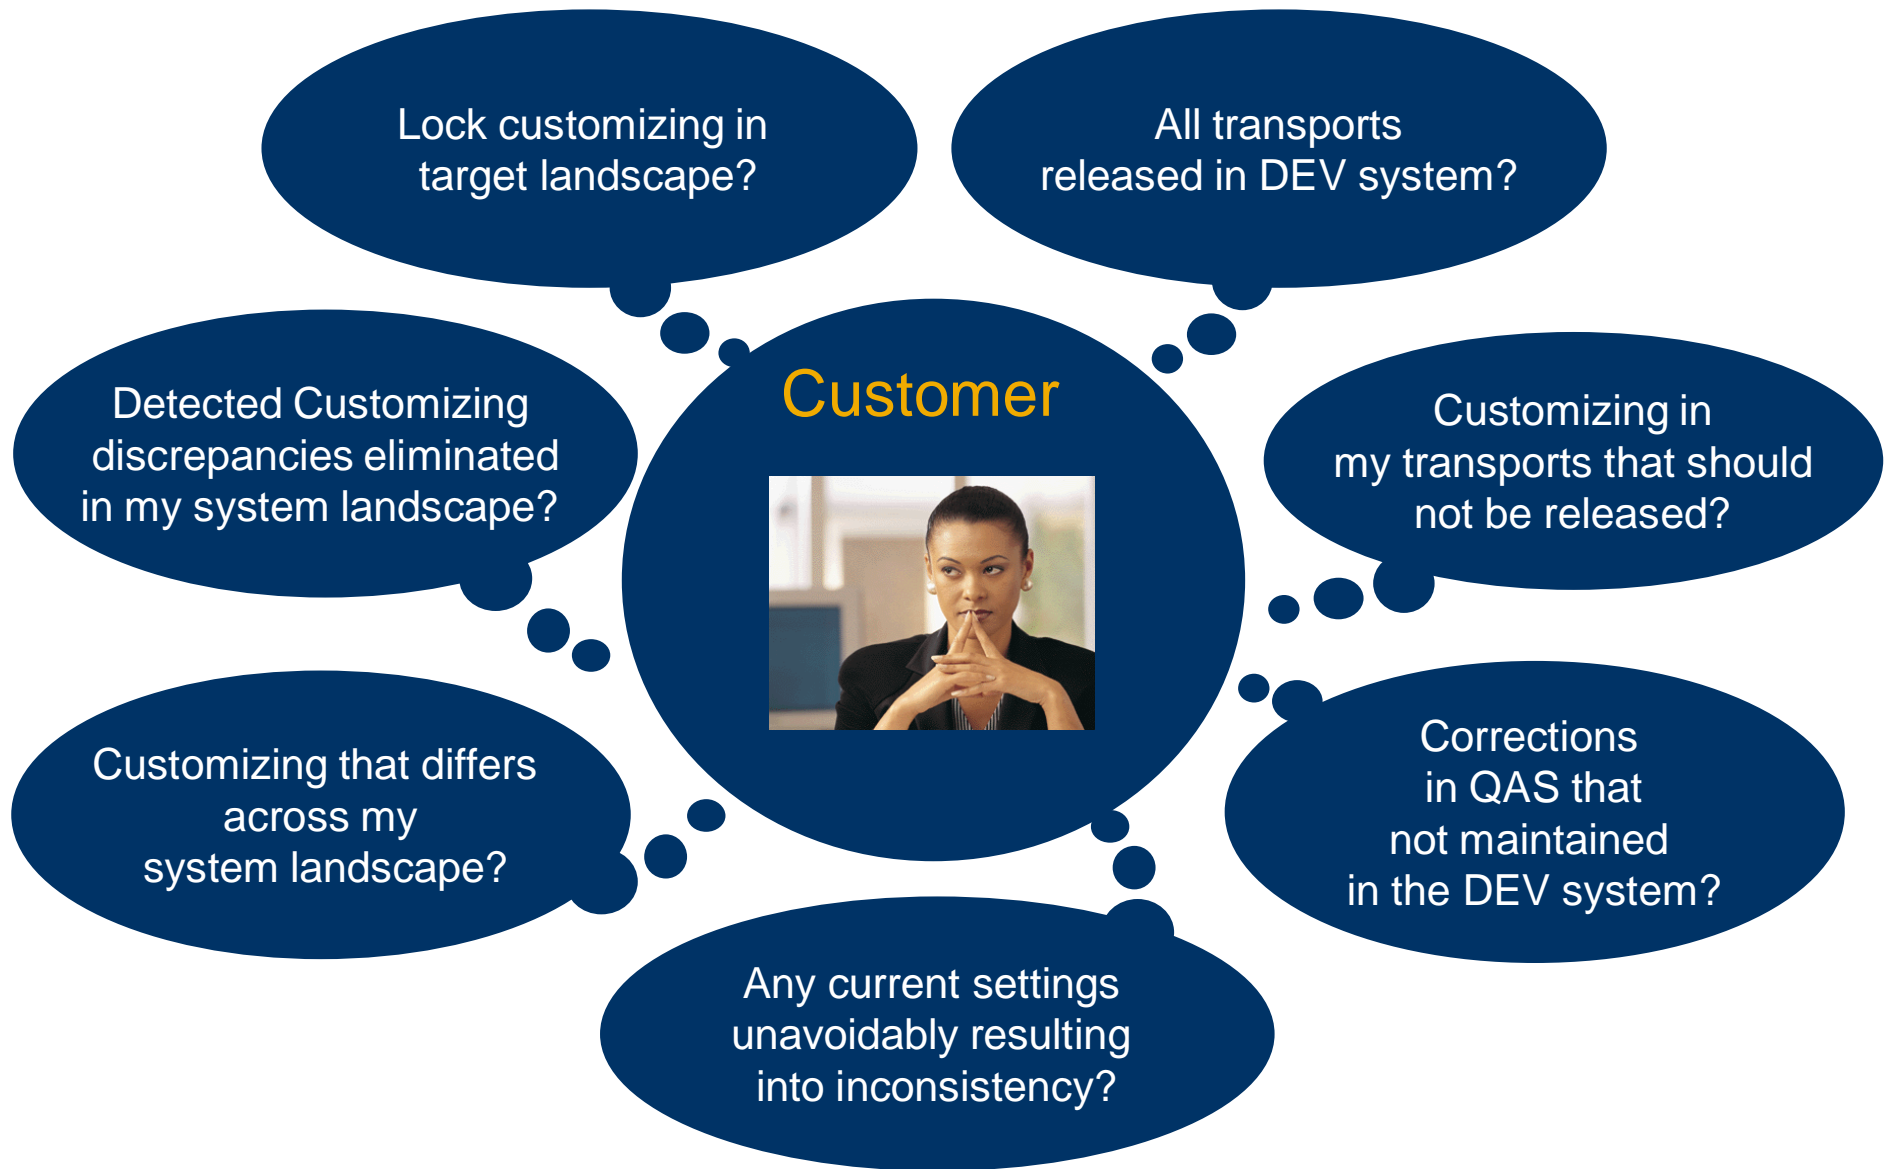 Lock customizing in
target landscape?
All transports
released in DEV system?
Customer
Detected Customizing
discrepancies eliminated
in my system landscape?
Customizing in
my transports that should
not be released?
Customizing that differs
across my
system landscape?
Corrections
in QAS that
not maintained
in the DEV system?
Any current settings
unavoidably resulting
into inconsistency?